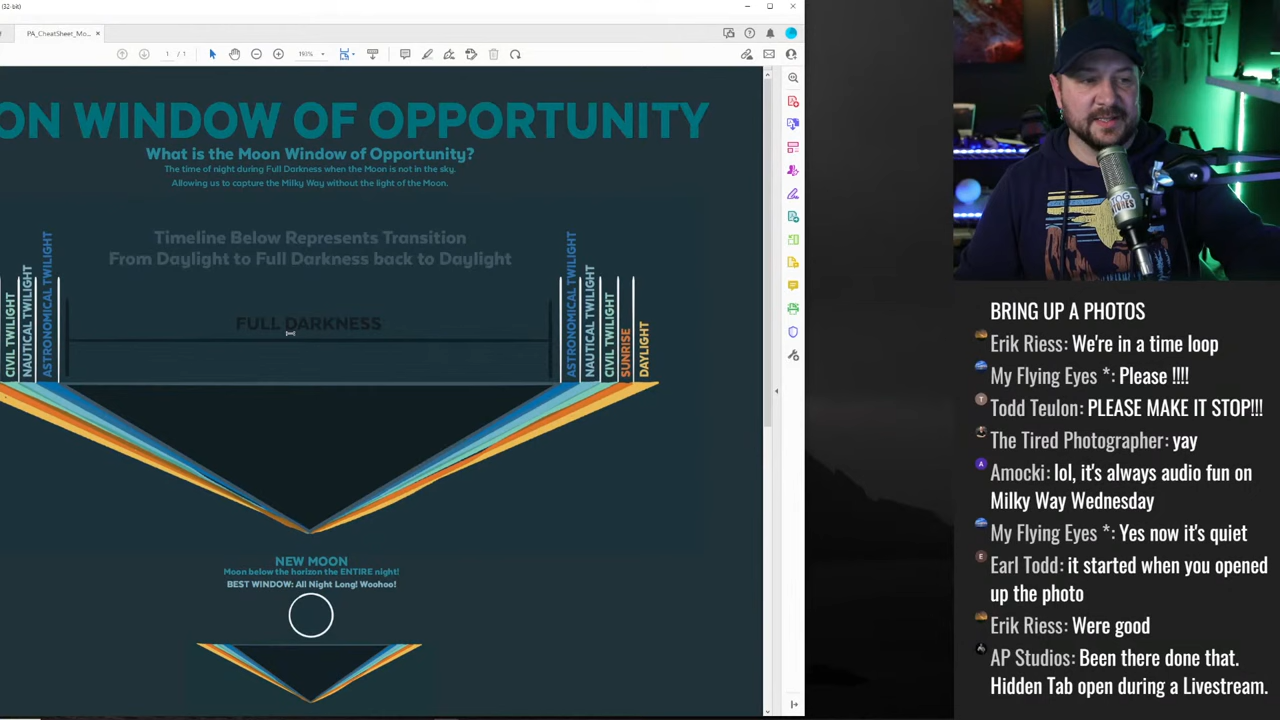 (32-bit)
PA_CheatSheet_Mo...
1 / 1
193%
ON WINDOW OF OPPORTUNITY
What is the Moon Window of Opportunity?
The time of night during Full Darkness when the Moon is not in the sky.
Allowing us to capture the Milky Way without the light of the Moon.
Timeline Below Represents Transition
From Daylight to Full Darkness back to Daylight
CIVIL TWILIGHT
NAUTICAL TWILIGHT
ASTRONOMICAL TWILIGHT
FULL DARKNESS
ASTRONOMICAL TWILIGHT
NAUTICAL TWILIGHT
CIVIL TWILIGHT
SUNRISE
DAYLIGHT
NEW MOON
Moon below the horizon the ENTIRE night!
BEST WINDOW: All Night Long! Woohoo!
BRING UP A PHOTOS
Erik Riess: We're in a time loop
My Flying Eyes *: Please !!!!
T
Todd Teulon: PLEASE MAKE IT STOP!!!
The Tired Photographer: yay
A
Amocki: lol, it's always audio fun on
Milky Way Wednesday
My Flying Eyes *: Yes now it's quiet
E
Earl Todd: it started when you opened
up the photo
Erik Riess: Were good
AP Studios: Been there done that.
Hidden Tab open during a Livestream.